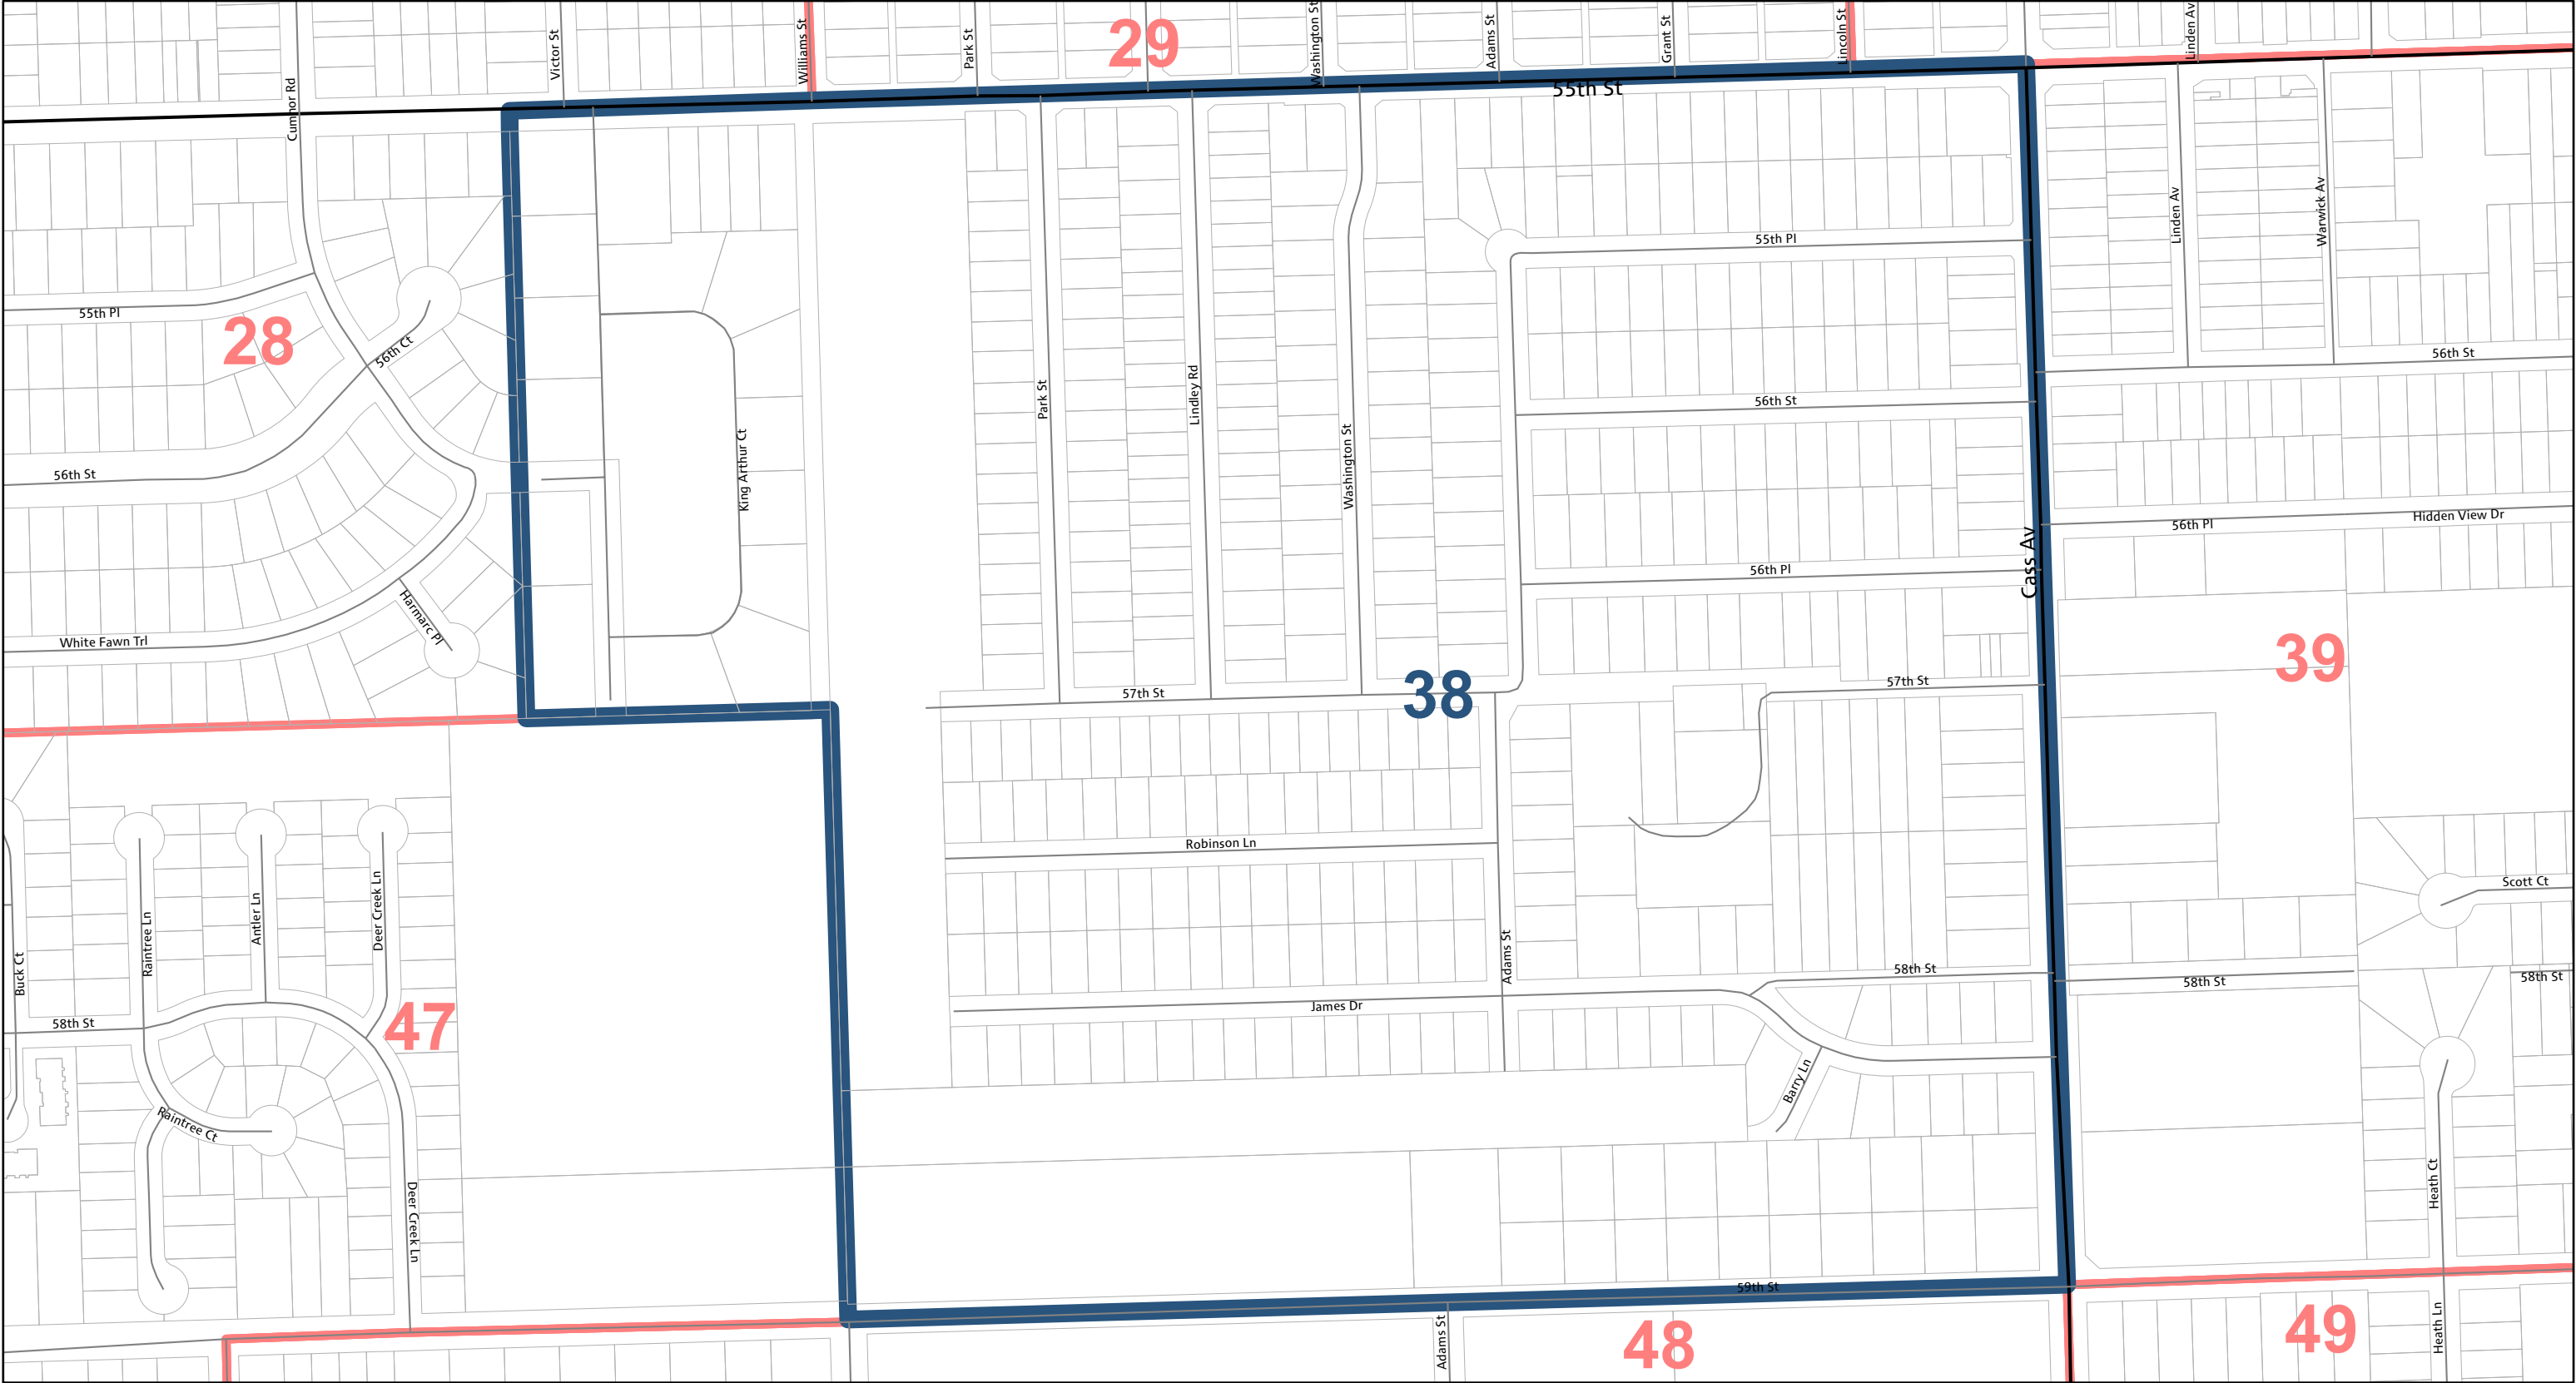 Cumnor Rd
Victor St
Williams St
Park St
29
Washington St
Adams St
Grant St
Lincoln St
Linden Av
55th St
Linden Av
Warwick Av
55th Pl
55th Pl
28
56th Ct
56th St
Park St
Lindley Rd
56th St
King Arthur Ct
Washington St
56th St
56th Pl
Hidden View Dr
Cass Av
56th Pl
Harmarc Pl
White Fawn Trl
39
57th St
38
57th St
Robinson Ln
Scott Ct
Buck Ct
Raintree Ln
Antler Ln
Deer Creek Ln
Adams St
58th St
58th St
58th St
James Dr
58th St
47
Barry Ln
Raintree Ct
Heath Ct
Deer Creek Ln
59th St
Adams St
48
49
Heath Ln